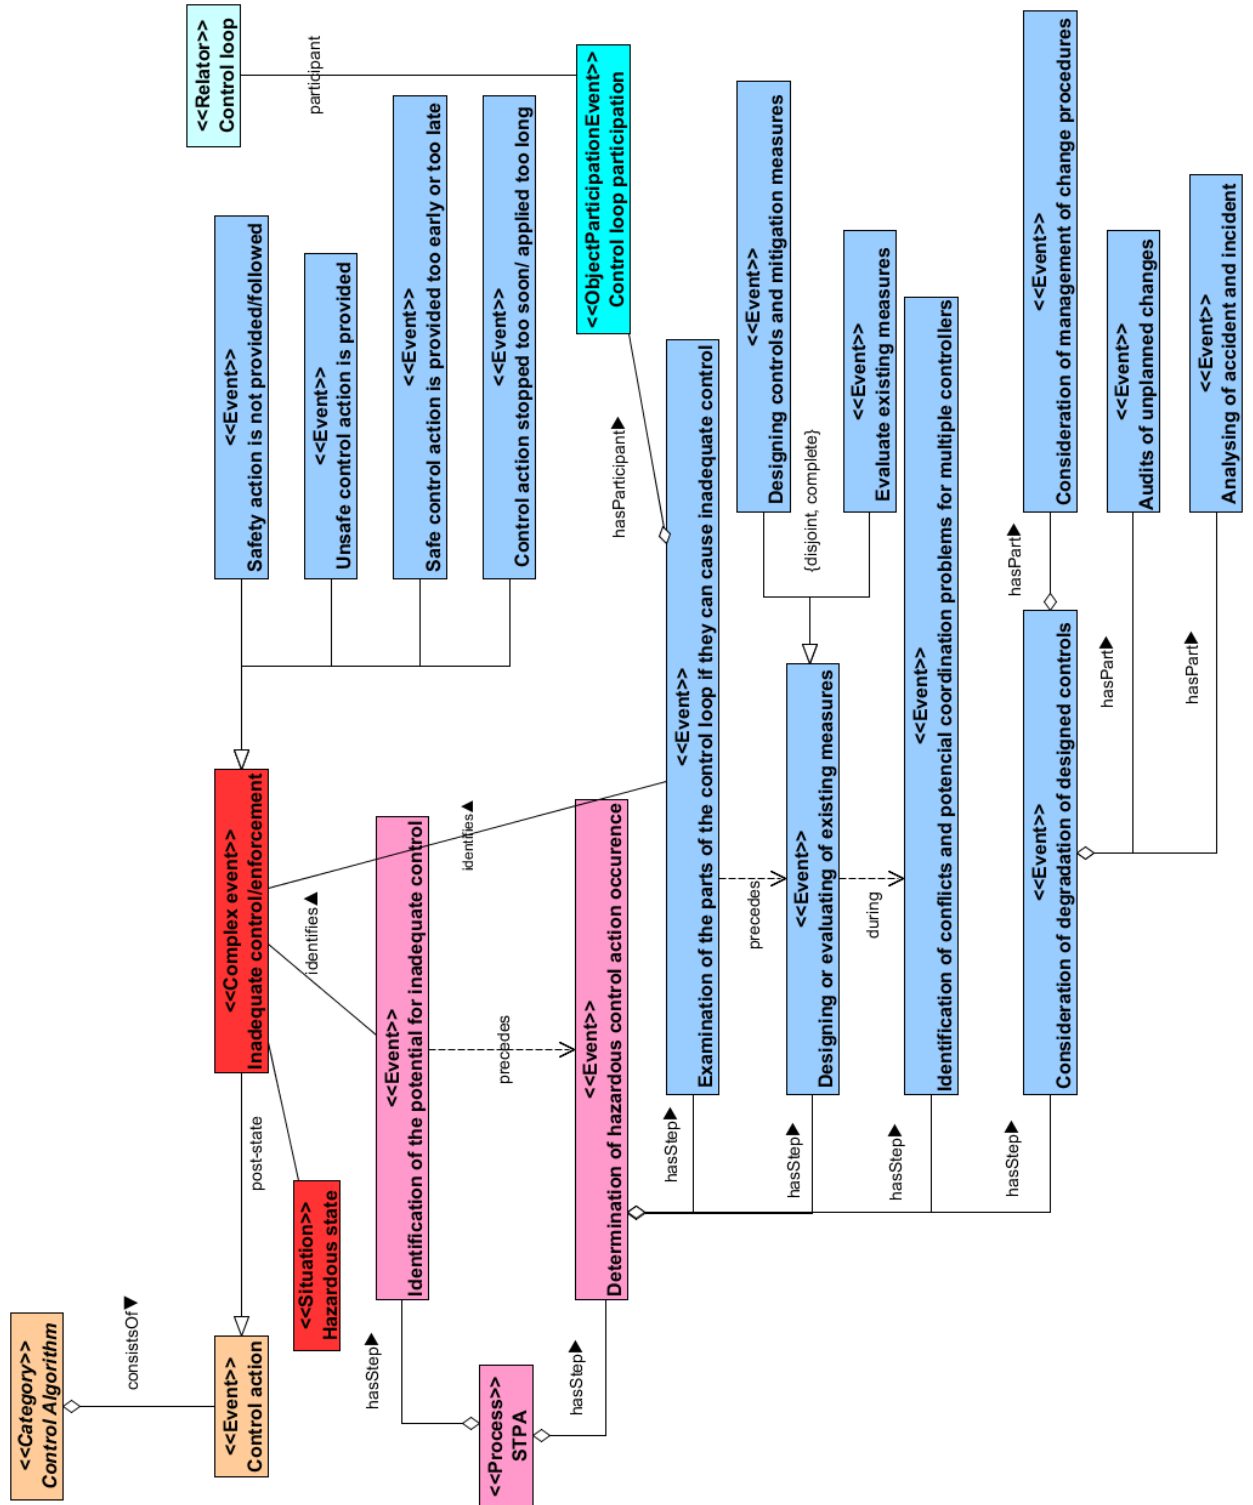 <<Category>>
Control Algorithm
consistsOf▼
<<Event>>
Control action
post-state
<<Situation>>
Hazardous state
<<Complex event>>
Inadequate control/enforcement
<<Event>>
Safety action is not provided/followed
<<Event>>
Unsafe control action is provided
<<Event>>
Safe control action is provided too early or too late
<<Event>>
Control action stopped too soon/ applied too long
<<Relator>>
Control loop
participant
<<ObjectParticipationEvent>>
Control loop participation
hasParticipant▶
identifies▲
identifies▲
<<Process>>
STPA
hasStep▶
hasStep▶
<<Event>>
Identification of the potential for inadequate control
precedes
<<Event>>
Determination of hazardous control action occurence
hasStep▶
hasStep▶
hasStep▶
hasStep▶
<<Event>>
Examination of the parts of the control loop if they can cause inadequate control
precedes
<<Event>>
Designing or evaluating of existing measures
during
{disjoint, complete}
<<Event>>
Designing controls and mitigation measures
<<Event>>
Evaluate existing measures
<<Event>>
Identification of conflicts and potencial coordination problems for multiple controllers
<<Event>>
Consideration of degradation of designed controls
hasPart▶
hasPart▶
hasPart▶
<<Event>>
Consideration of management of change procedures
<<Event>>
Audits of unplanned changes
<<Event>>
Analysing of accident and incident